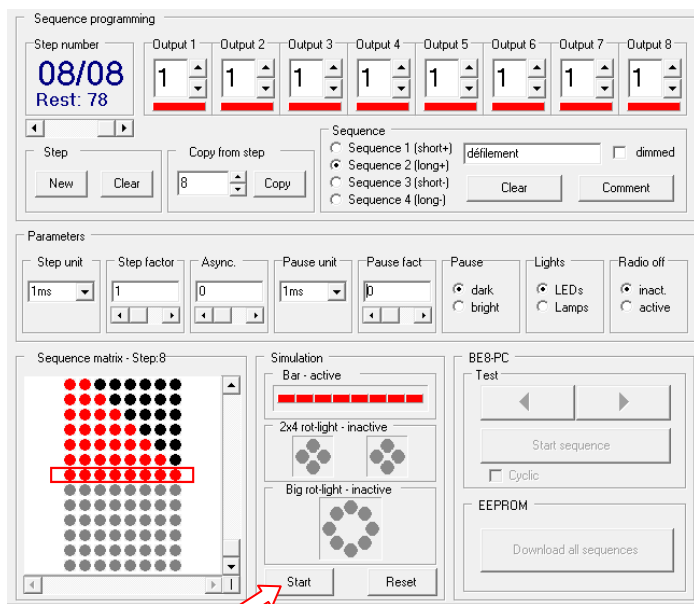 Sequence programming
Step number
08/08
Rest: 78
Output 1 Output 2 Output 3 Output 4 Output 5 Output 6 Output 7 Output 8
1 1 1 1 1 1 1 1
Step
New Clear
Copy from step
8 Copy
Sequence
Sequence 1 (short+)
Sequence 2 (long+)
Sequence 3 (short-)
Sequence 4 (long-)
défilement dimmed
Clear Comment
Parameters
Step unit Step factor Async. Pause unit Pause fact Pause Lights Radio off
1ms 1 0 1ms 0 dark LEDs inact.
bright Lamps active
Sequence matrix - Step:8
Simulation
Bar - active
2x4 rot-light - inactive
Big rot-light - inactive
Start Reset
BE8-PC
Test
Start sequence
Cyclic
EEPROM
Download all sequences